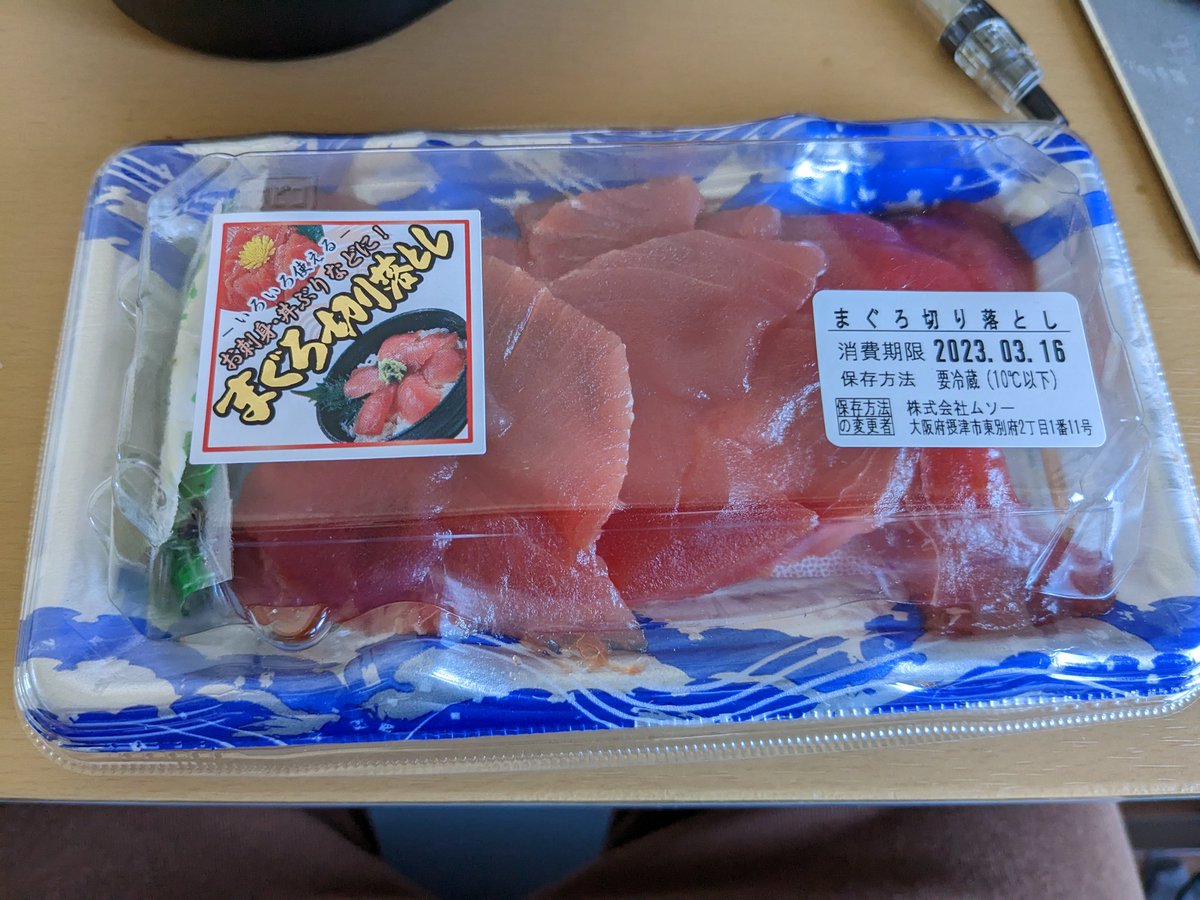 －いろいろ使える－
お刺身・丼ぶりなどに！
まぐろ切り落とし
まぐろ切り落とし
消費期限 2023.03.16
保存方法 要冷蔵(10℃以下)
保存方法の変更者 株式会社ムソー
大阪府摂津市東別府2丁目1番11号